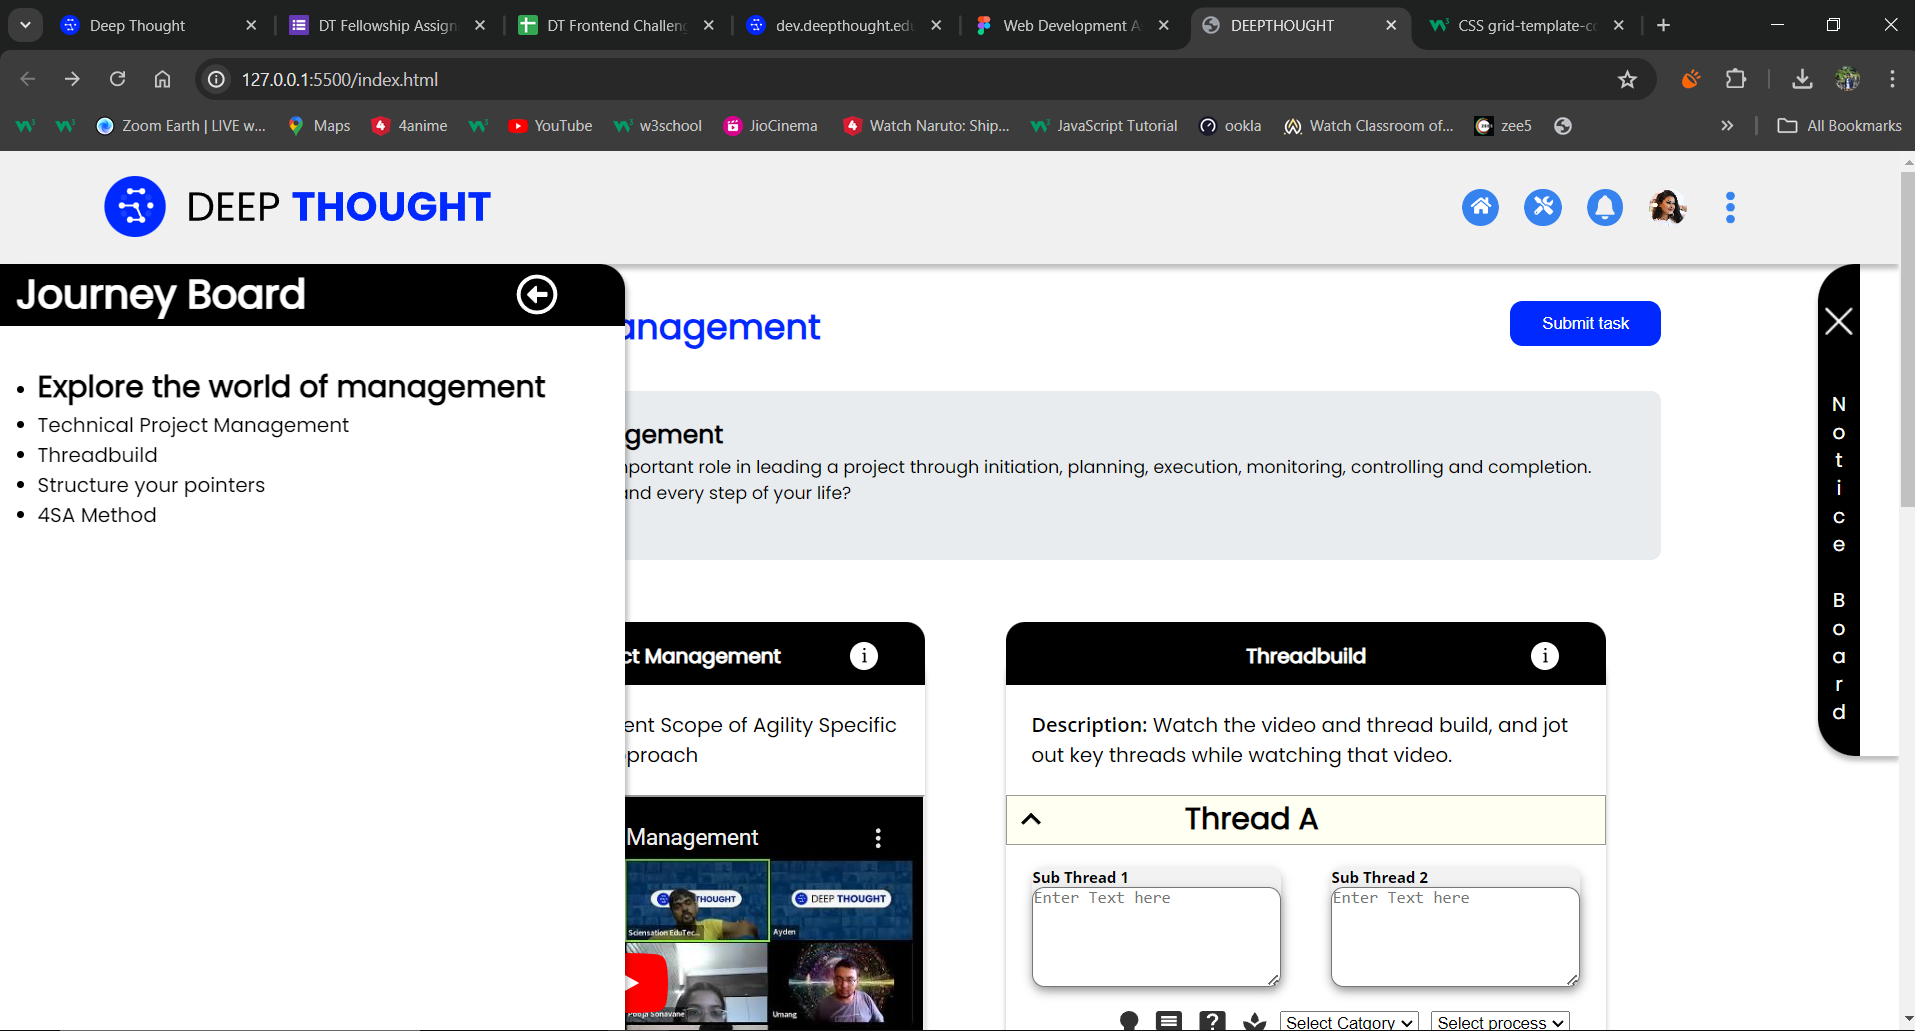 Deep Thought
DT Fellowship Assign
DT Frontend Challeng
dev.deepthought.edu
Web Development A
DEEPTHOUGHT
CSS grid-template-co
127.0.0.1:5500/index.html
Zoom Earth | LIVE w...
Maps
4anime
YouTube
w3school
JioCinema
Watch Naruto: Ship...
JavaScript Tutorial
ookla
Watch Classroom of...
zee5
All Bookmarks
DEEP THOUGHT
Journey Board
Explore the world of management
Technical Project Management
Threadbuild
Structure your pointers
4SA Method
anagement
Submit task
gement
mportant role in leading a project through initiation, planning, execution, monitoring, controlling and completion.
and every step of your life?
Notice Board
ct Management
i
ent Scope of Agility Specific
proach
Management
THOUGHT
Sciensation EduTec...
DEEP THOUGHT
Ayden
Pooja Sonavane
Umang
Threadbuild
i
Description: Watch the video and thread build, and jot
out key threads while watching that video.
Thread A
Sub Thread 1
Enter Text here
Sub Thread 2
Enter Text here
Select Catgory
Select process